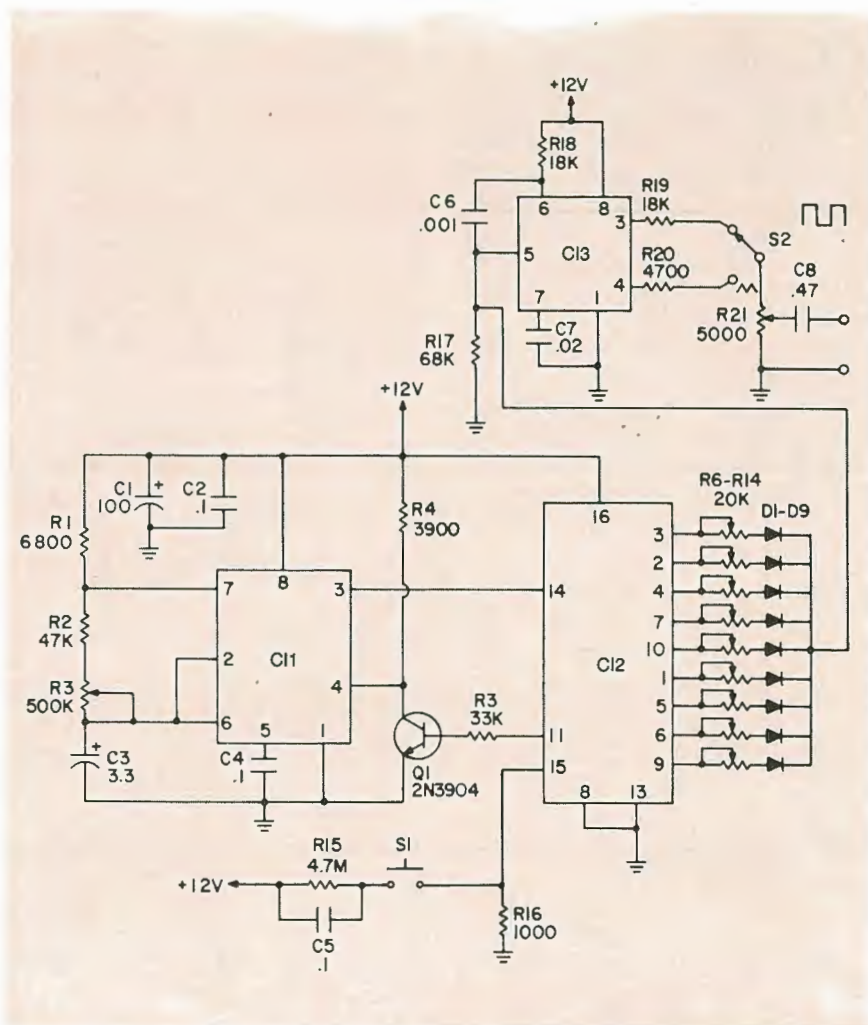 +12V
R18
18K
C6
.001
6
8
5
CI3
3
4
7
1
R19
18K
R20
4700
S2
C8
.47
R21
5000
C7
.02
R17
68K
+12V
C1
100
+
C2
.1
R1
6800
R4
3900
R2
47K
R3
500K
+
C3
3.3
7
8
3
2
CI1
4
6
5
1
C4
.1
Q1
2N3904
R3
33K
16
14
CI2
11
15
8
13
3
2
4
7
10
1
5
6
9
R6-R14
20K
D1-D9
+12V
R15
4.7M
C5
.1
S1
R16
1000